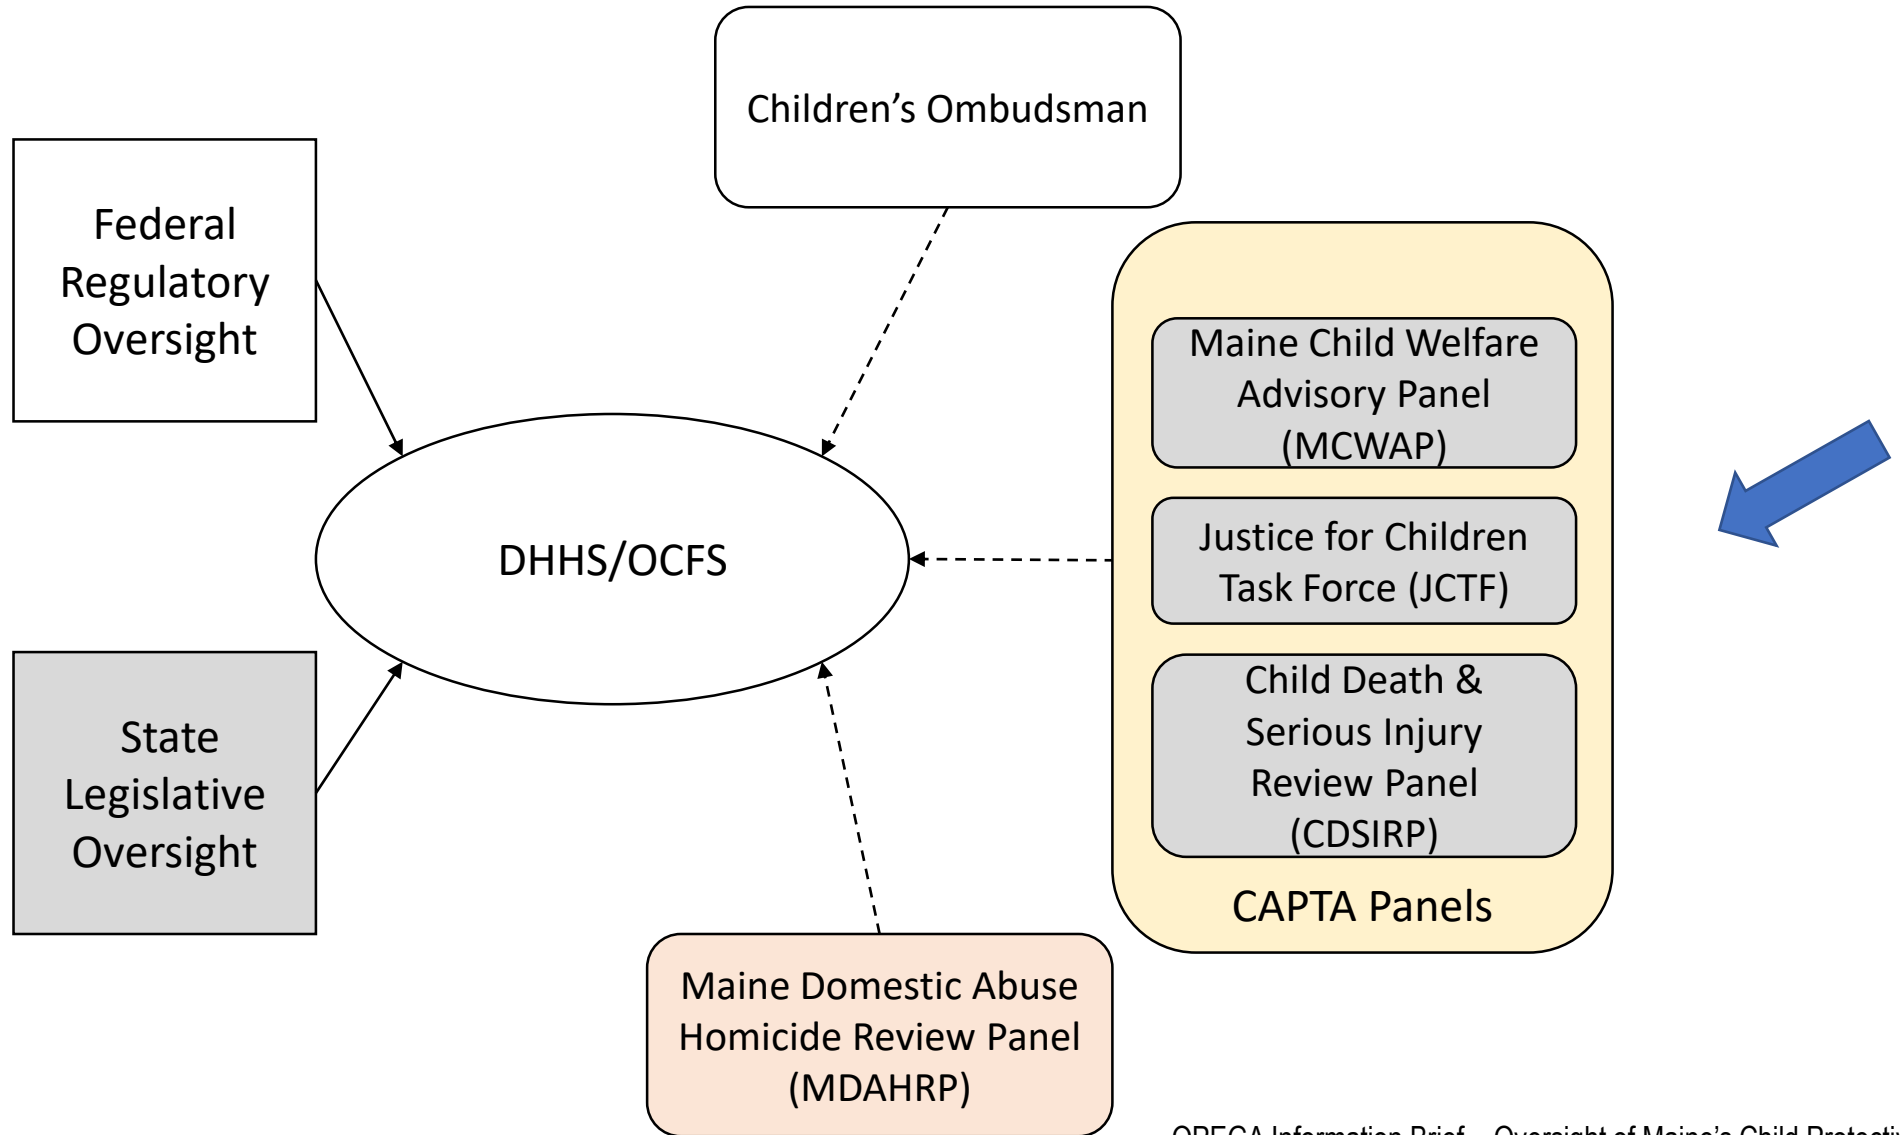 Children’s Ombudsman
Federal
Regulatory
Oversight
Maine Child Welfare
Advisory Panel
(MCWAP)
Justice for Children
Task Force (JCTF)
DHHS/OCFS
Child Death &
Serious Injury
Review Panel
(CDSIRP)
CAPTA Panels
State
Legislative
Oversight
Maine Domestic Abuse
Homicide Review Panel
(MDAHRP)